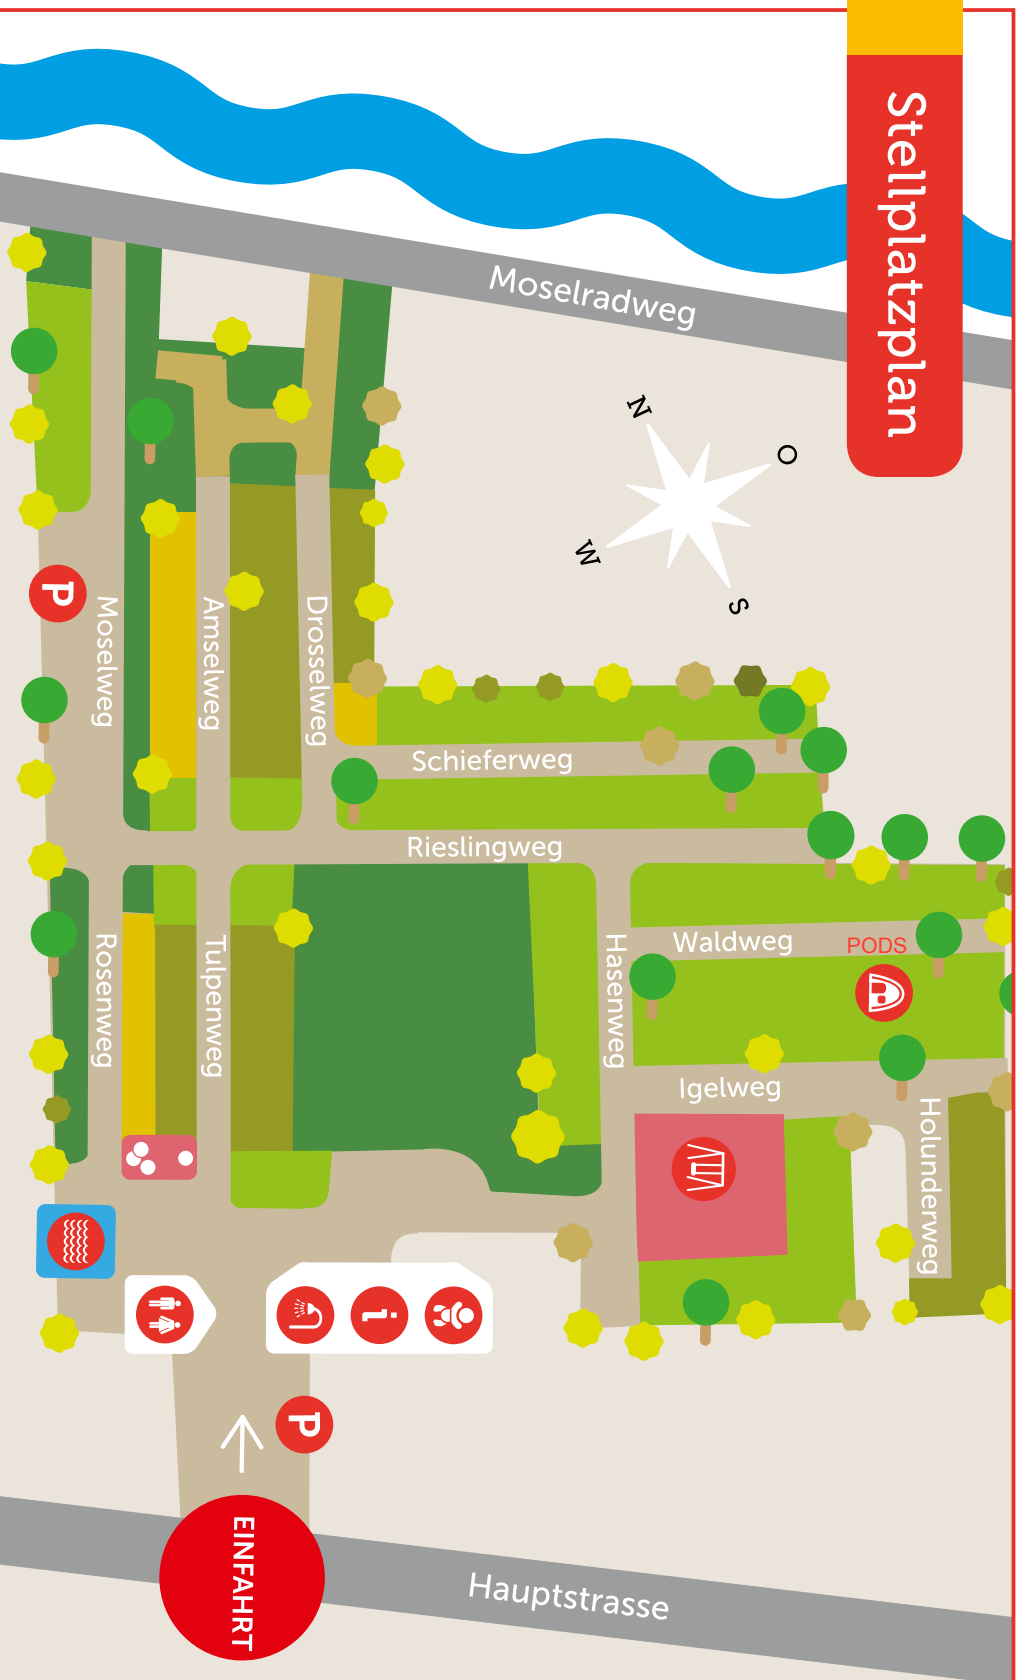 Stellplatzplan
Moselradweg
N
O
W
S
P
Moselweg
Amselweg
Drosselweg
Schieferweg
Rieslingweg
Rosenweg
Tulpenweg
Hasenweg
Waldweg
PODS
Igelweg
Holunderweg
i
P
EINFAHRT
Hauptstrasse